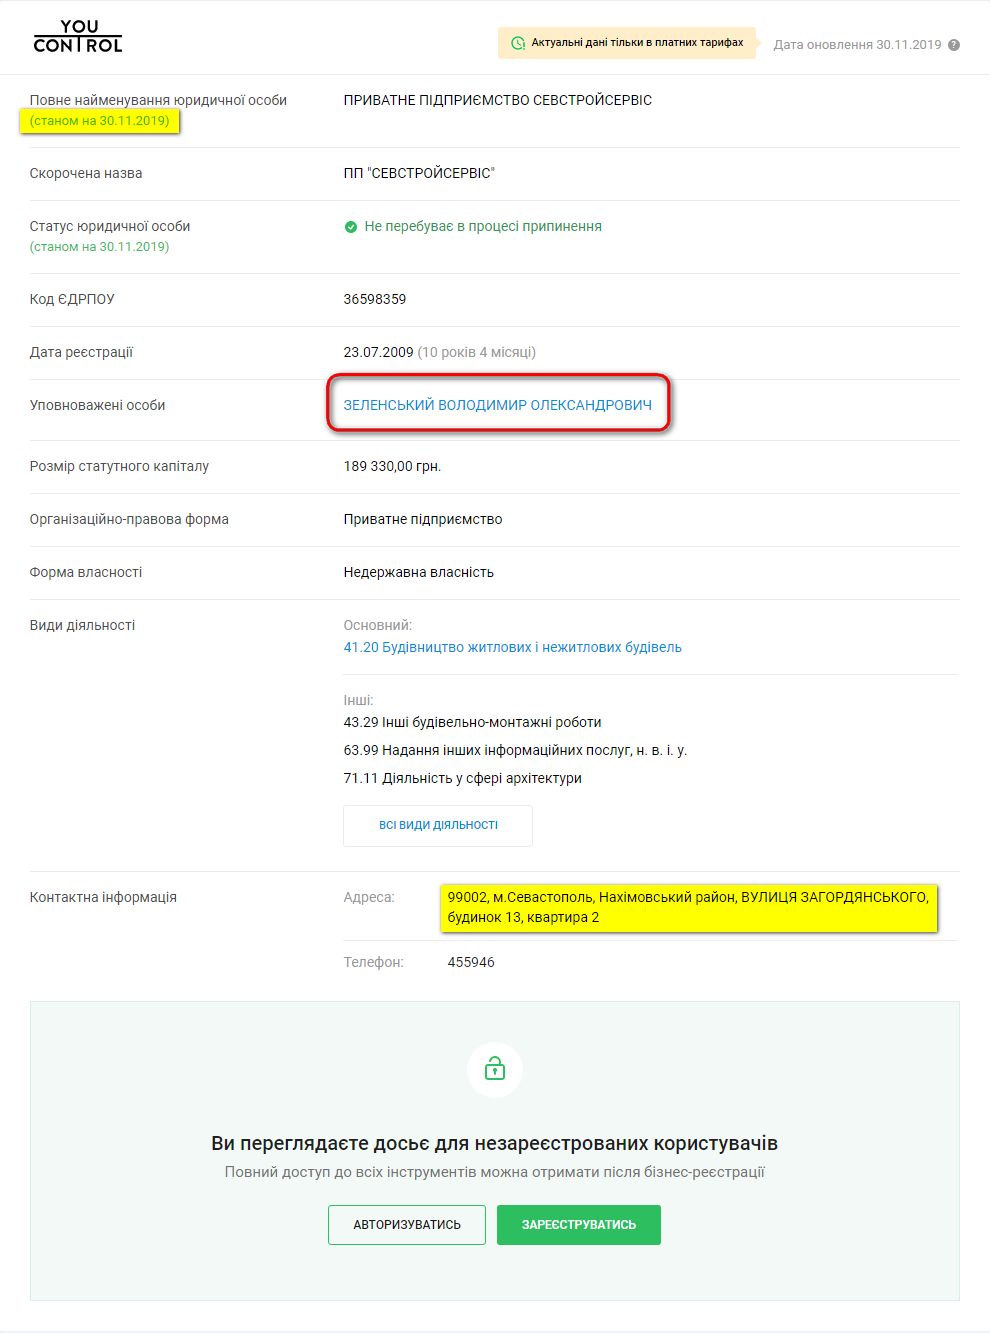 YOU
CONTROL
Актуальні дані тільки в платних тарифах
Дата оновлення 30.11.2019 ?
Повне найменування юридичної особи
ПРИВАТНЕ ПІДПРИЄМСТВО СЕВСТРОЙСЕРВІС
(станом на 30.11.2019)
Скорочена назва
ПП "СЕВСТРОЙСЕРВІС"
Статус юридичної особи
Не перебуває в процесі припинення
(станом на 30.11.2019)
Код ЄДРПОУ
36598359
Дата реєстрації
23.07.2009 (10 років 4 місяці)
Уповноважені особи
ЗЕЛЕНСЬКИЙ ВОЛОДИМИР ОЛЕКСАНДРОВИЧ
Розмір статутного капіталу
189 330,00 грн.
Організаційно-правова форма
Приватне підприємство
Форма власності
Недержавна власність
Види діяльності
Основний:
41.20 Будівництво житлових і нежитлових будівель
Інші:
43.29 Інші будівельно-монтажні роботи
63.99 Надання інших інформаційних послуг, н. в. і. у.
71.11 Діяльність у сфері архітектури
ВСІ ВИДИ ДІЯЛЬНОСТІ
Контактна інформація
Адреса:
99002, м.Севастополь, Нахімовський район, ВУЛИЦЯ ЗАГОРДЯНСЬКОГО,
будинок 13, квартира 2
Телефон:
455946
Ви переглядаєте досьє для незареєстрованих користувачів
Повний доступ до всіх інструментів можна отримати після бізнес-реєстрації
АВТОРИЗУВАТИСЬ
ЗАРЕЄСТРУВАТИСЬ